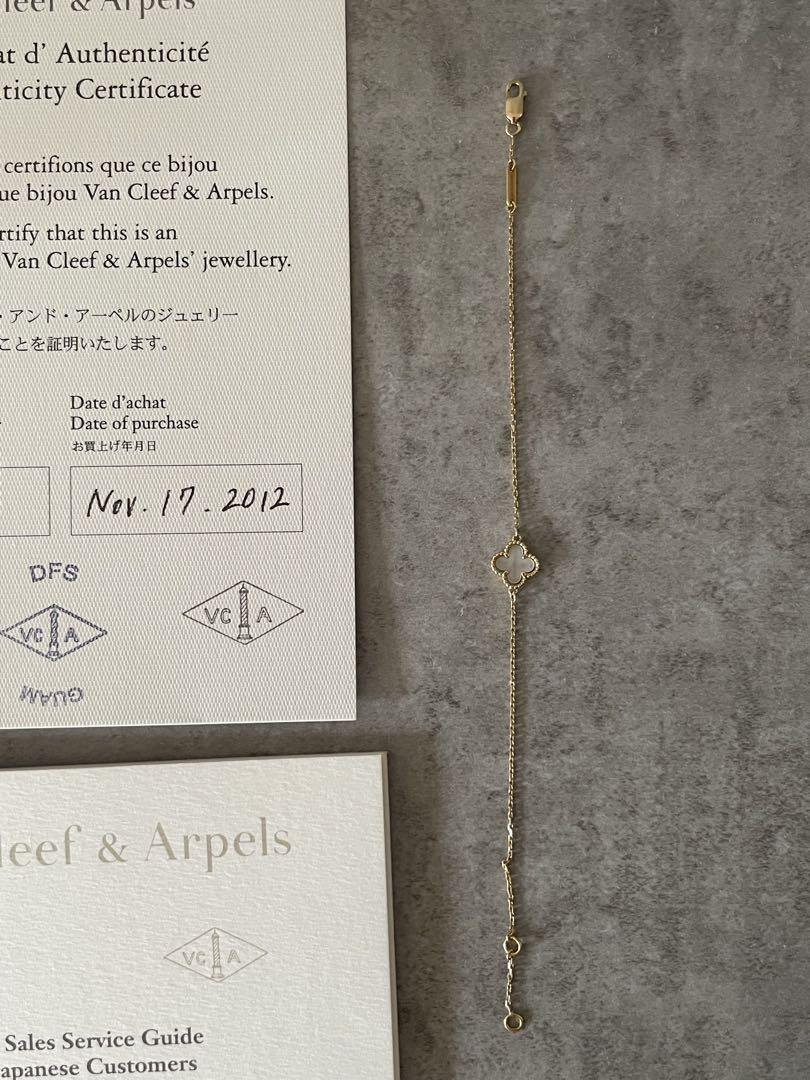 Cleef & Arpels
at d' Authenticité
ticity Certificate
certifions que ce bijou
ue bijou Van Cleef & Arpels.
rtify that this is an
Van Cleef & Arpels' jewellery.
・アンド・アーペルのジュエリー
ことを証明いたします。
Date d'achat
Date of purchase
お買上げ年月日
Nov. 17. 2012
DFS
VC A
GUAM
VC A
leef & Arpels
VC A
Sales Service Guide
apanese Customers